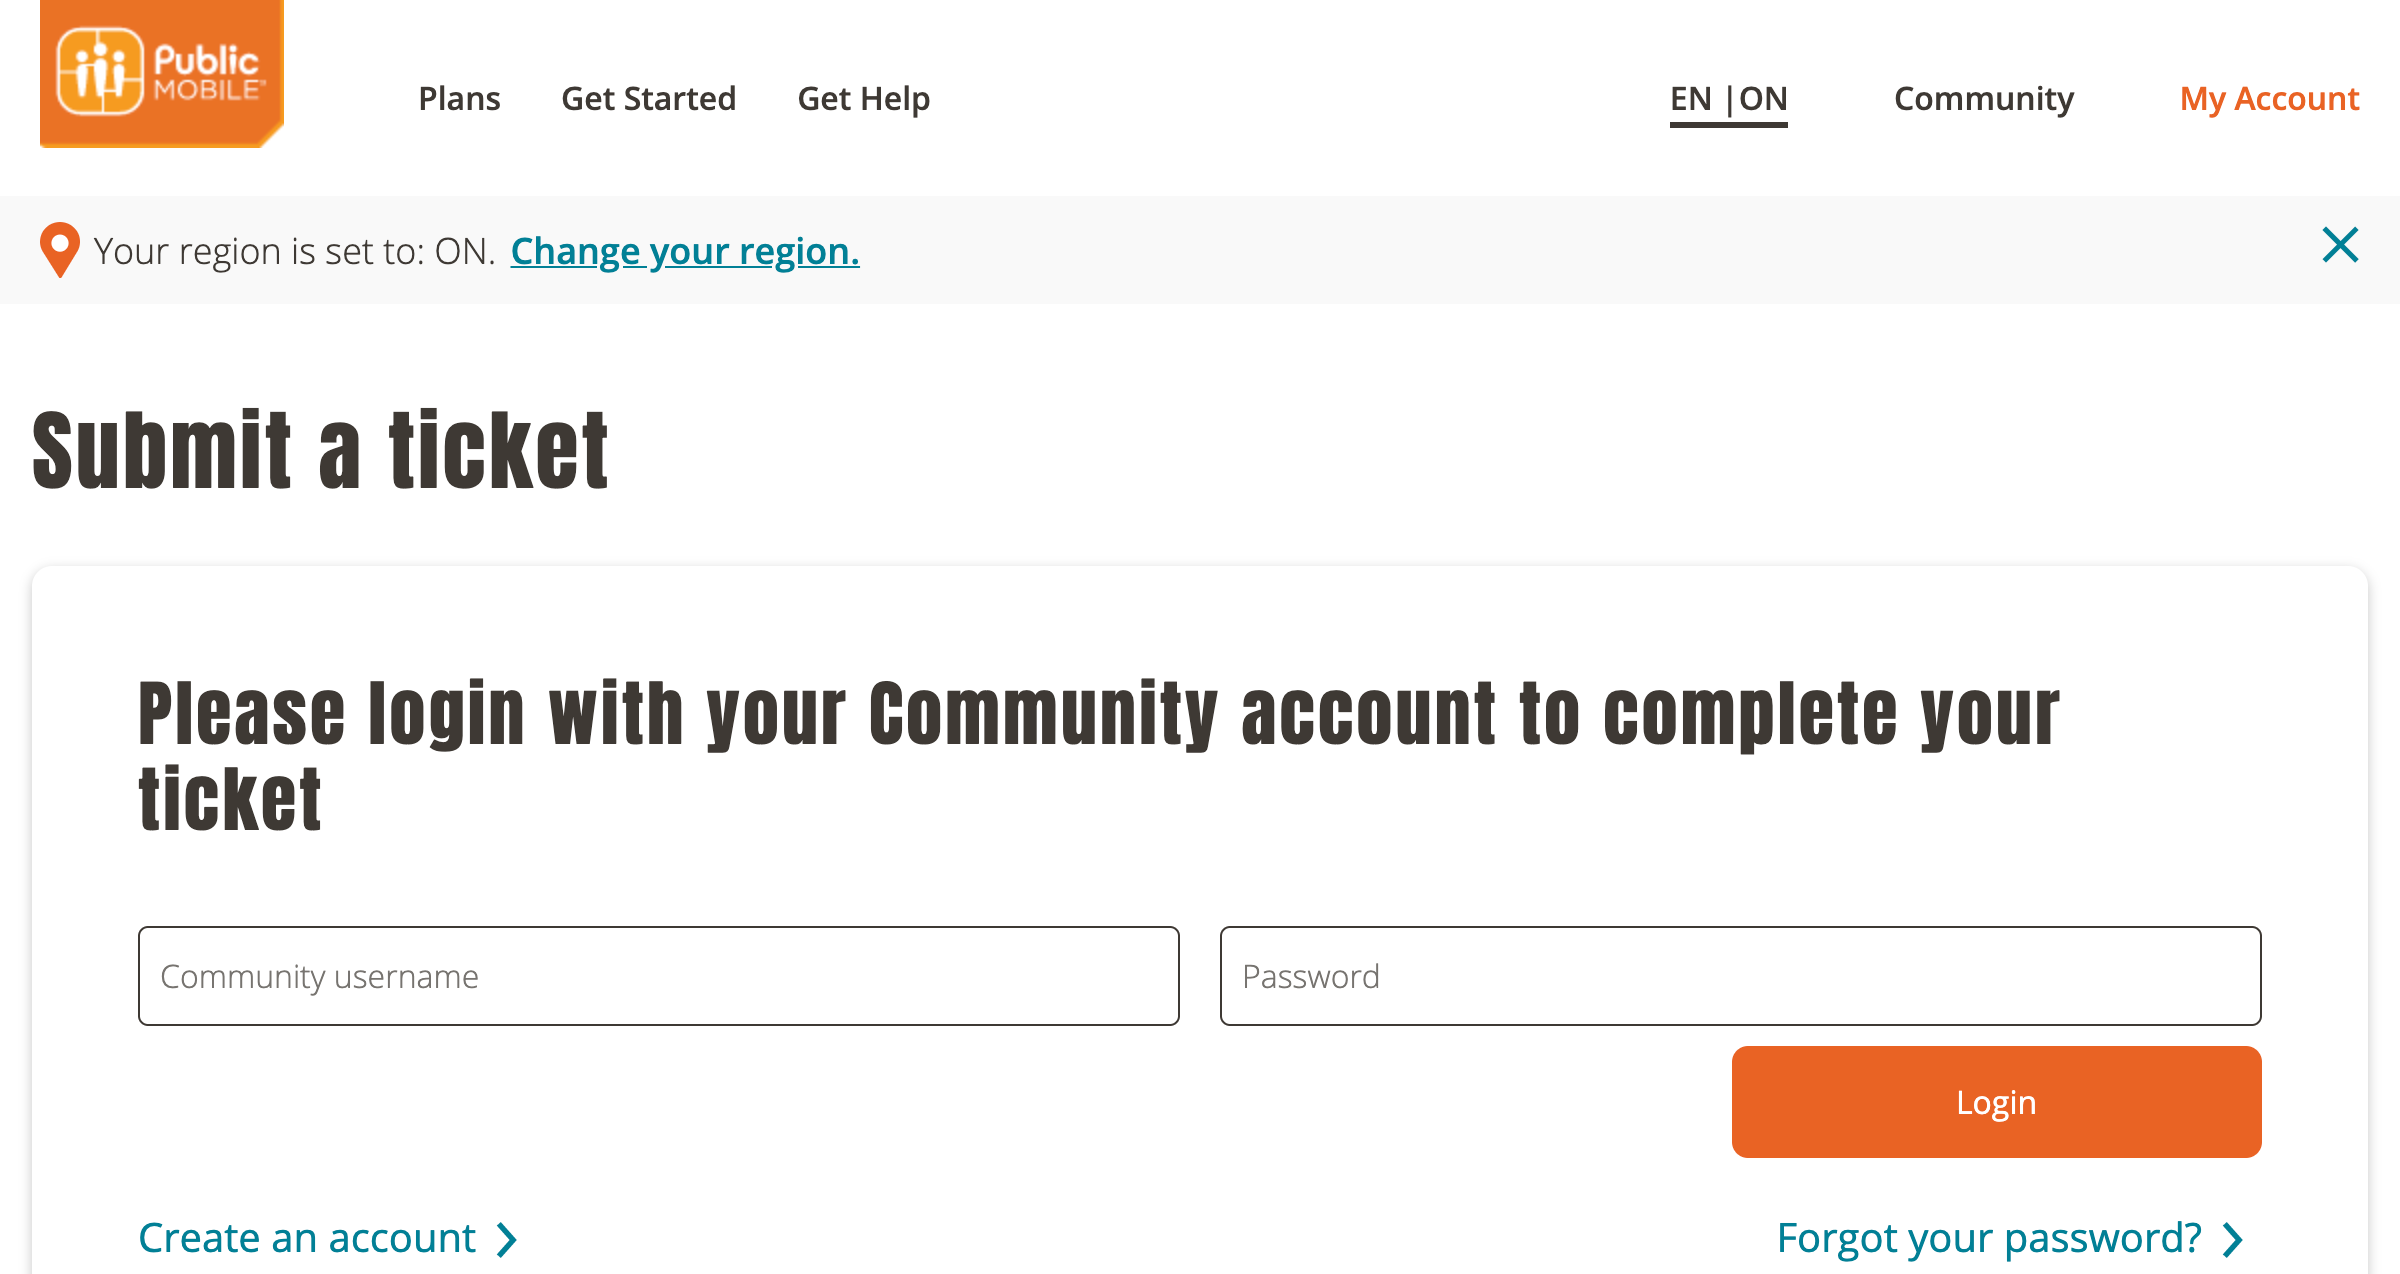 Public
MOBILE
Plans Get Started Get Help EN |ON Community My Account
Your region is set to: ON. Change your region.
Submit a ticket
Please login with your Community account to complete your
ticket
Community username Password
Login
Create an account Forgot your password?